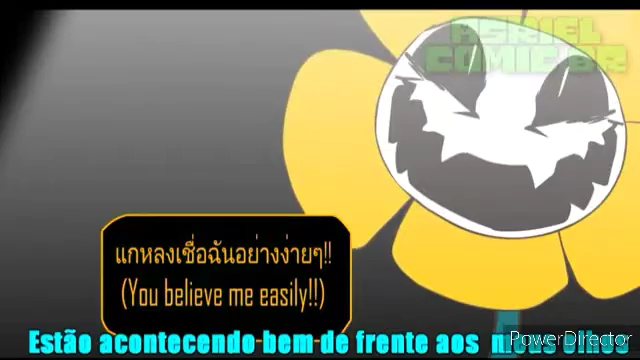 ASRIEL
COMIC BR
แกหลงเชื่อฉันอย่างง่ายๆ!!
(You believe me easily!!)
Estão acontecendo bem de frente aos
PowerDirector